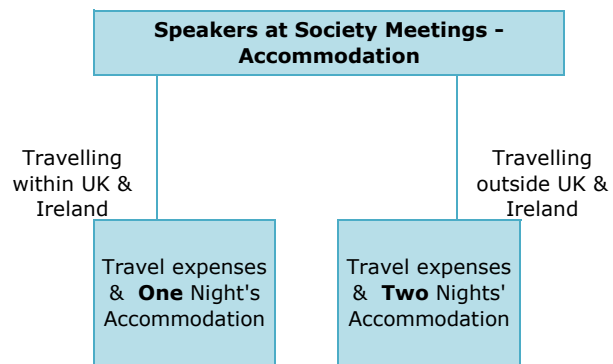 Speakers at Society Meetings -
Accommodation
Travelling
within UK &
Ireland
Travelling
outside UK &
Ireland
Travel expenses
& One Night's
Accommodation
Travel expenses
& Two Nights'
Accommodation